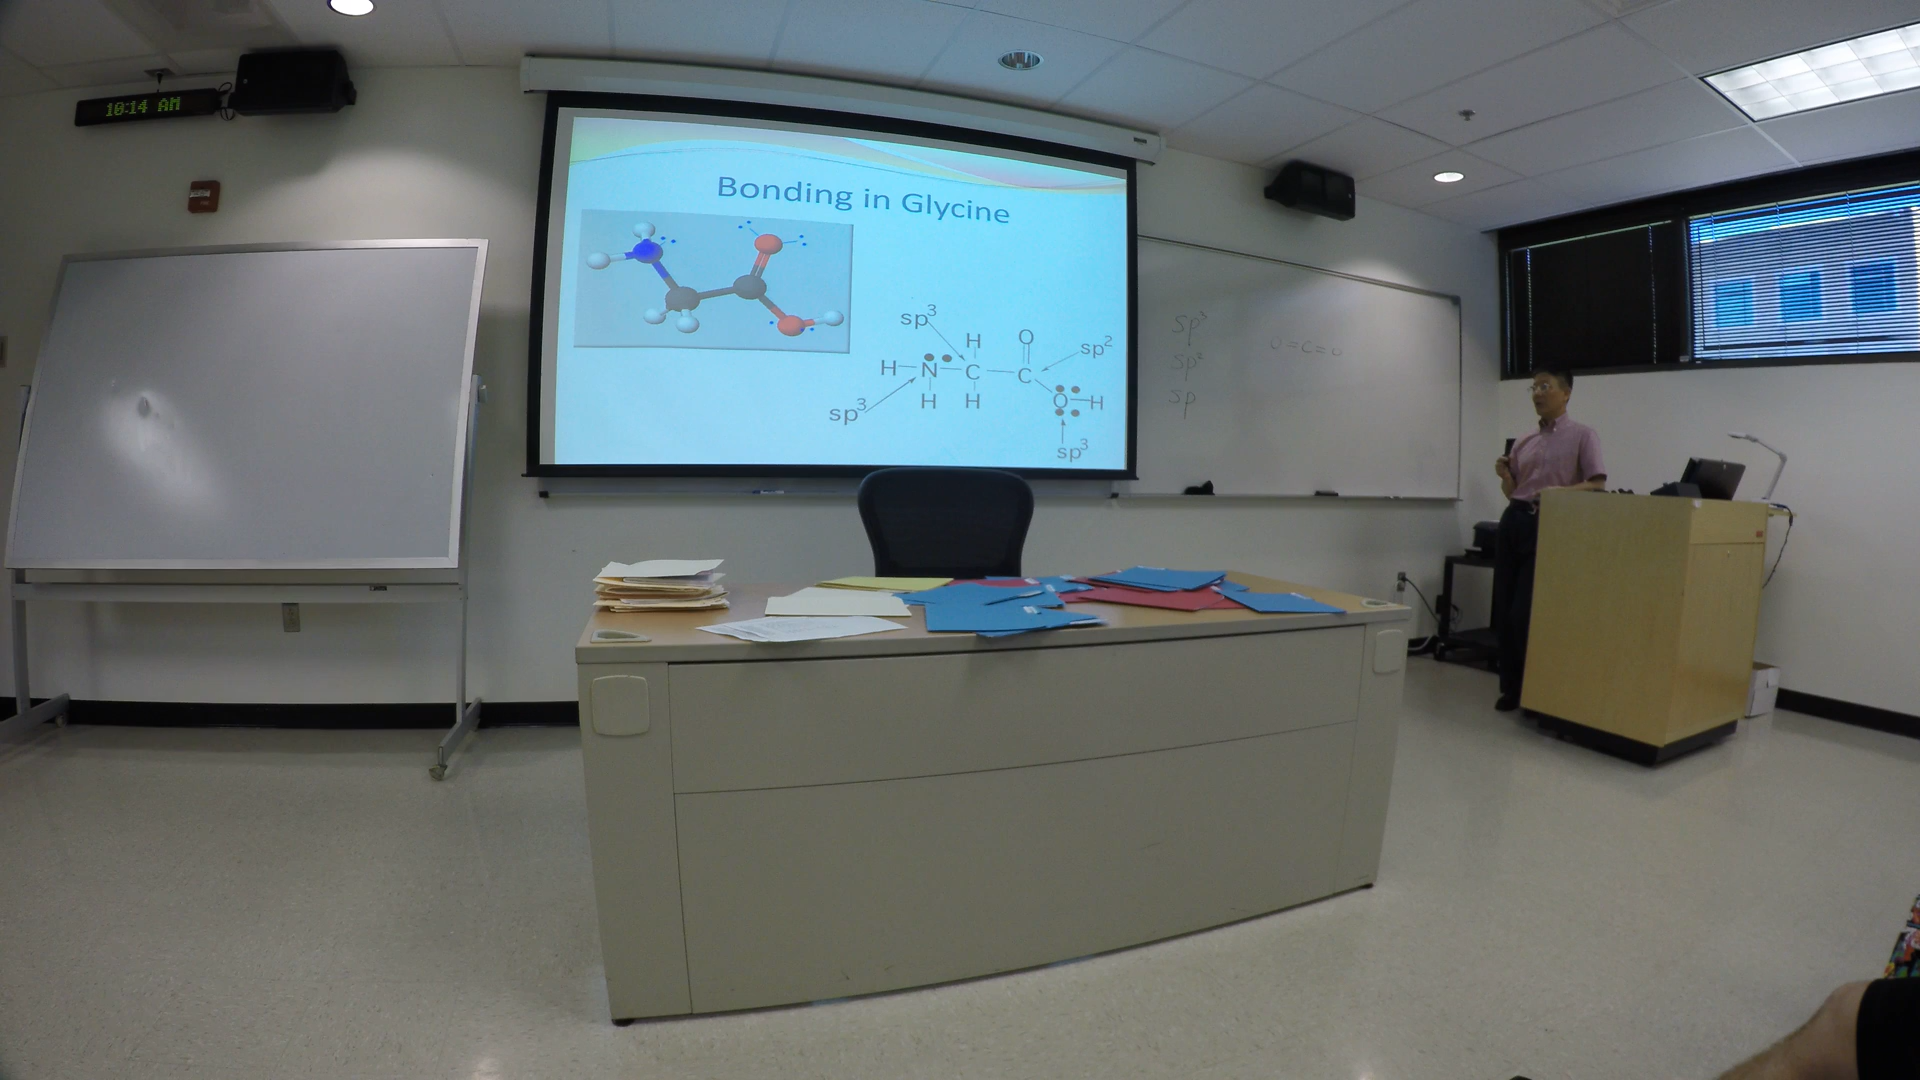 10:14 AM
Bonding in Glycine
sp3
H
O
sp2
H N C C
H H
O H
sp3
sp3
Sp3
Sp2
Sp
O=C=O